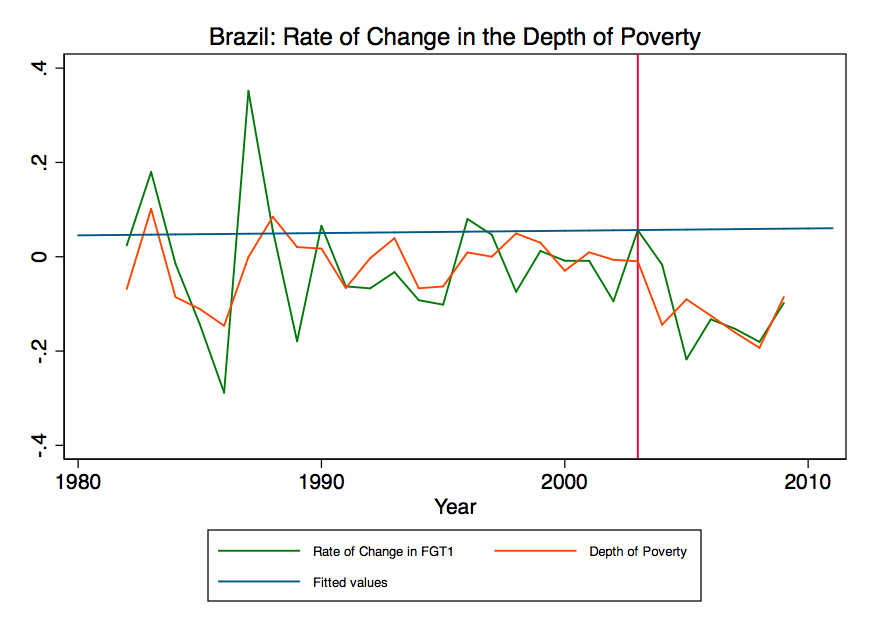 Brazil: Rate of Change in the Depth of Poverty
.4
.2
0
-.2
-.4
1980 1990 2000 2010
Year
Rate of Change in FGT1 Depth of Poverty
Fitted values